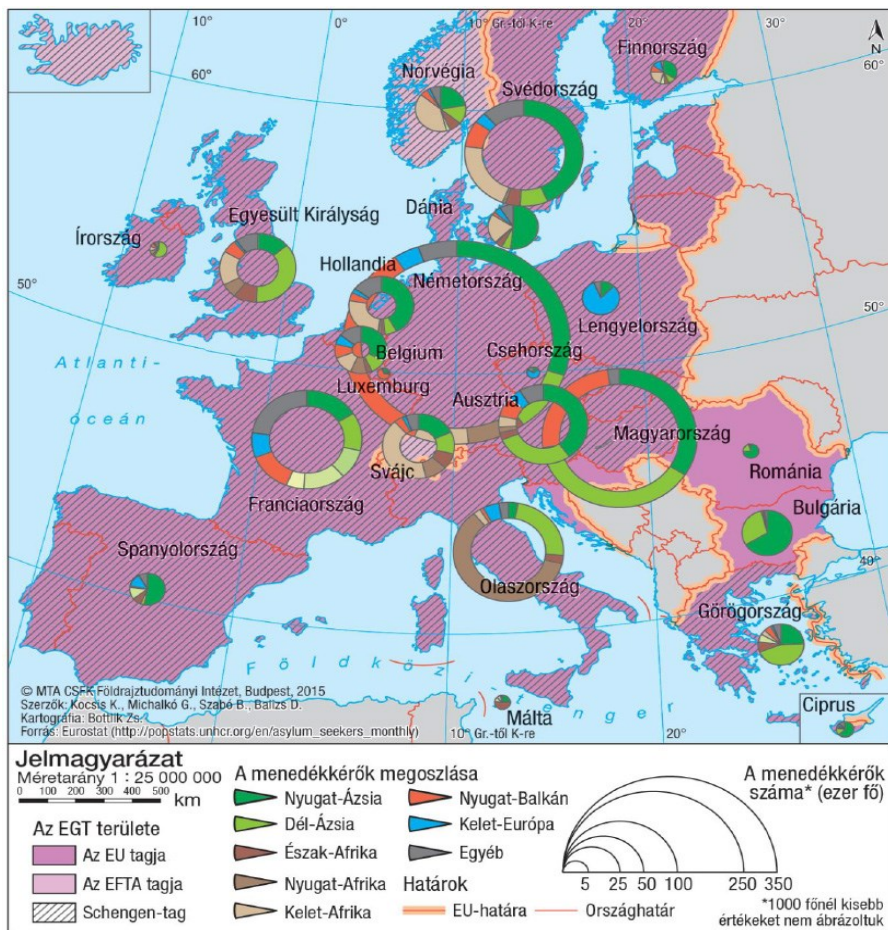 10°
0°
10° Gr.-től K-re
20°
30°
N
60°
60°
Finnország
Norvégia
Svédország
Dánia
Egyesült Királyság
Írország
Hollandia
Németország
50°
50°
Lengyelország
Csehország
Belgium
Luxemburg
Atlanti-
óceán
Ausztria
Magyarország
Svájc
Románia
Franciaország
Bulgária
Spanyolország
Olaszország
40°
Görögország
Földközi-tenger
Málta
Ciprus
10° Gr.-től K-re
20°
© MTA CSFK Földrajztudományi Intézet, Budapest, 2015
Szerzők: Kocsis K., Michalkó G., Szabó B., Balizs D.
Kartográfia: Bottlik Zs.
Forrás: Eurostat (http://popstats.unhcr.org/en/asylum_seekers_monthly)
Jelmagyarázat
Méretarány 1 : 25 000 000
0 100 200 300 400 500 km
Az EGT területe
Az EU tagja
Az EFTA tagja
Schengen-tag
A menedékkérők megoszlása
Nyugat-Ázsia
Dél-Ázsia
Észak-Afrika
Nyugat-Afrika
Kelet-Afrika
Nyugat-Balkán
Kelet-Európa
Egyéb
Határok
EU-határa
Országhatár
A menedékkérők
száma* (ezer fő)
5 25 50 100 250 350
*1000 főnél kisebb
értékeket nem ábrázoltuk